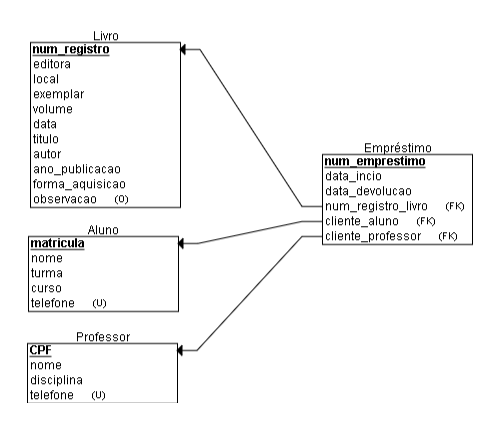 Livro
num_registro
editora
local
exemplar
volume
data
titulo
autor
ano_publicacao
forma_aquisicao
observacao (O)
Empréstimo
num_emprestimo
data_incio
data_devolucao
num_registro_livro (FK)
cliente_aluno (FK)
cliente_professor (FK)
Aluno
matricula
nome
turma
curso
telefone (U)
Professor
CPF
nome
disciplina
telefone (U)